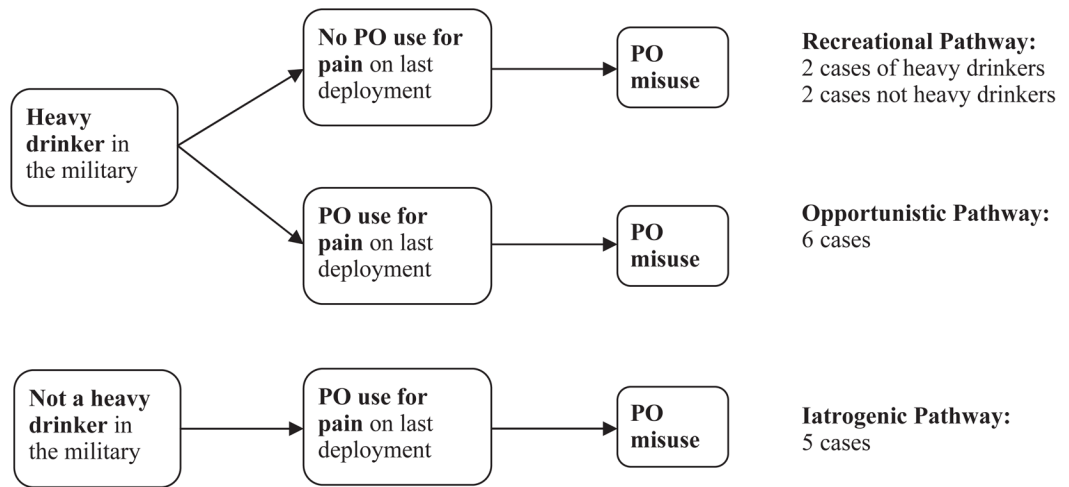 Heavy
drinker in
the military
No PO use for
pain on last
deployment
PO
misuse
Recreational Pathway:
2 cases of heavy drinkers
2 cases not heavy drinkers
PO use for
pain on last
deployment
PO
misuse
Opportunistic Pathway:
6 cases
Not a heavy
drinker in
the military
PO use for
pain on last
deployment
PO
misuse
Iatrogenic Pathway:
5 cases